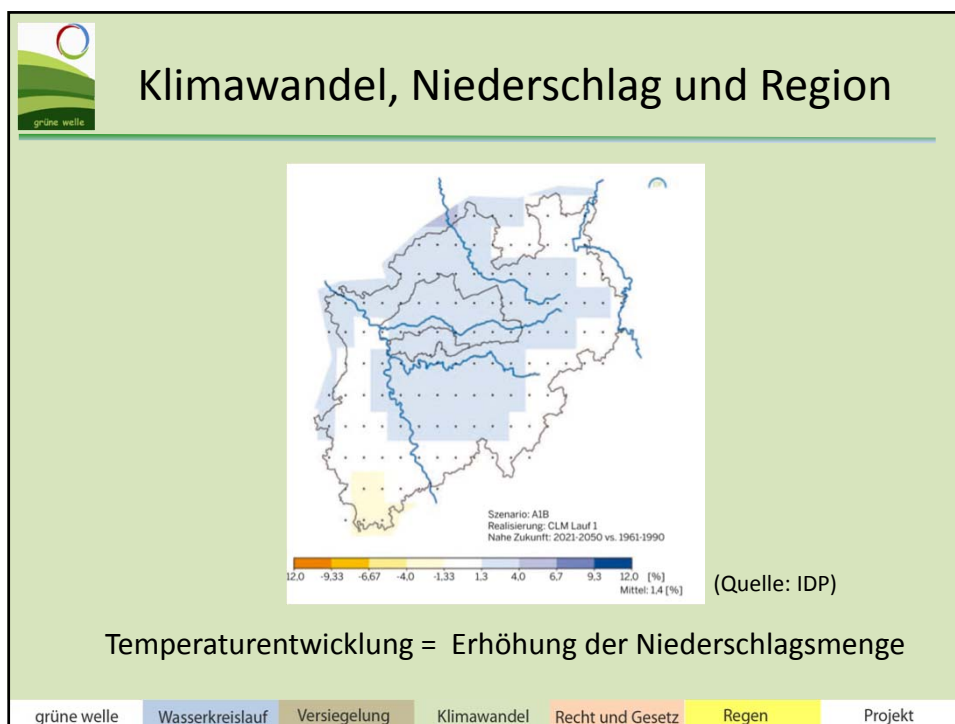 grüne welle
Klimawandel, Niederschlag und Region
Szenario: A1B
Realisierung: CLM Lauf 1
Nahe Zukunft: 2021-2050 vs. 1961-1990
12.0 -9.33 -6.67 -4,0 -1.33 1.3 4.0 6,7 9.3 12.0 [%]
Mittel: 1,4 [%]
(Quelle: IDP)
Temperaturentwicklung = Erhöhung der Niederschlagsmenge
grüne welle Wasserkreislauf Versiegelung Klimawandel Recht und Gesetz Regen Projekt